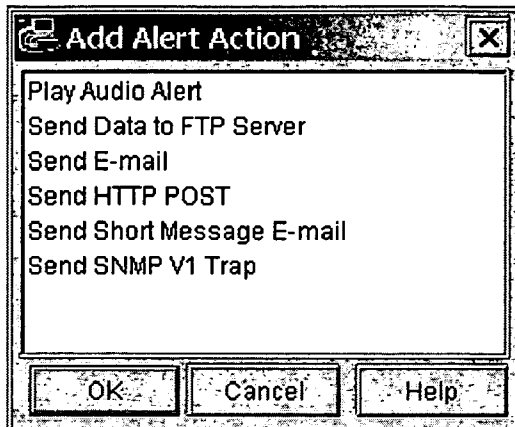 Add Alert Action
Play Audio Alert
Send Data to FTP Server
Send E-mail
Send HTTP POST
Send Short Message E-mail
Send SNMP V1 Trap
OK Cancel Help